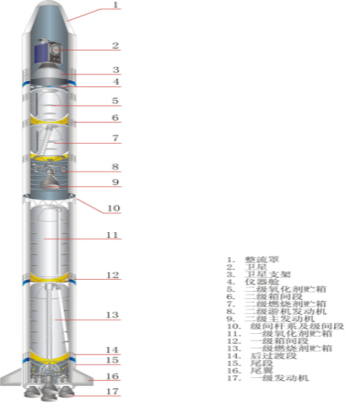 1
2
3
4
5
6
7
8
9
10
11
12
13
14
15
16
17
1. 整流罩
2. 卫星
3. 卫星支架
4. 仪器舱
5. 二级氧化剂贮箱
6. 二级箱间段
7. 二级燃烧剂贮箱
8. 二级游机发动机
9. 二级主发动机
10. 级间杆系及级间段
11. 一级氧化剂贮箱
12. 一级箱间段
13. 一级燃烧剂贮箱
14. 后过渡段
15. 尾段
16. 尾翼
17. 一级发动机